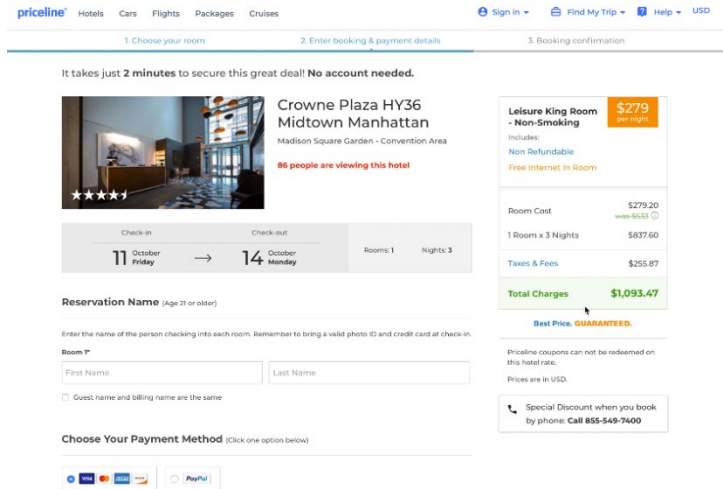 priceline® Hotels Cars Flights Packages Cruises Sign in Find My Trip Help USD
1. Choose your room 2. Enter booking & payment details 3. Booking confirmation
It takes just 2 minutes to secure this great deal! No account needed.
Crowne Plaza HY36
Midtown Manhattan
Madison Square Garden - Convention Area
86 people are viewing this hotel
Check-in Check-out
11 October Friday → 14 October Monday
Rooms: 1 Nights: 3
Reservation Name (Age 21 or older)
Enter the name of the person checking into each room. Remember to bring a valid photo ID and credit card at check-in.
Room 1*
First Name Last Name
Guest name and billing name are the same
Choose Your Payment Method (Click one option below)
VISA PayPal
Leisure King Room
- Non-Smoking
$279
per night
Includes:
Non Refundable
Free Internet In Room
Room Cost $279.20
was $533
1 Room x 3 Nights $837.60
Taxes & Fees $255.87
Total Charges $1,093.47
Best Price. GUARANTEED.
Priceline coupons can not be redeemed on
this hotel rate.
Prices are in USD.
Special Discount when you book
by phone: Call 855-549-7400